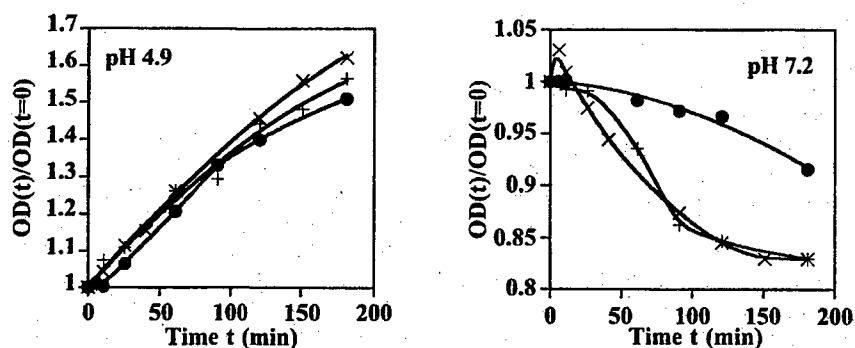 OD(t)/OD(t=0)
1.7
1.6
1.5
1.4
1.3
1.2
1.1
1
pH 4.9
0 50 100 150 200
Time t (min)
OD(t)/OD(t=0)
1.05
1
0.95
0.9
0.85
0.8
pH 7.2
0 50 100 150 200
Time t (min)